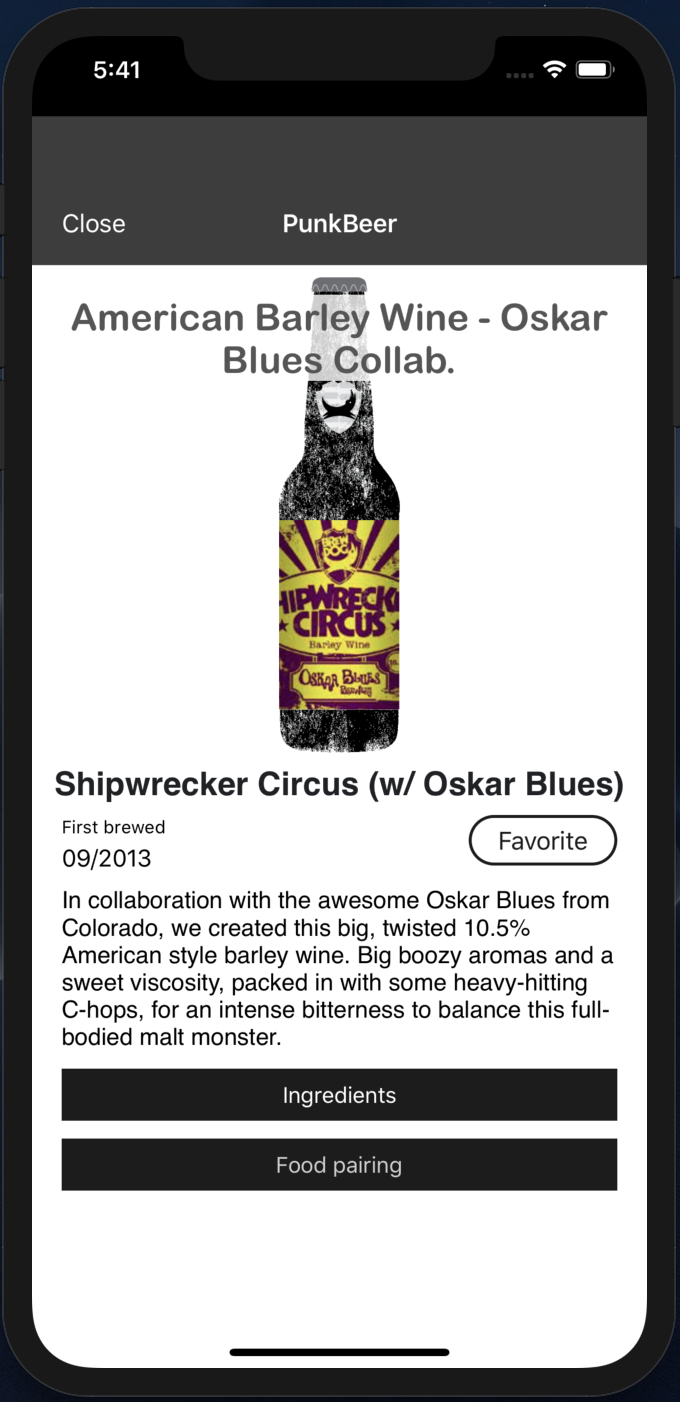 5:41
Close
PunkBeer
American Barley Wine - Oskar
Blues Collab.
BREW
DOG
HIPWRECK
CIRCUS
Barley Wine
OSKAR BLUES
Brewing
Shipwrecker Circus (w/ Oskar Blues)
First brewed
Favorite
09/2013
In collaboration with the awesome Oskar Blues from
Colorado, we created this big, twisted 10.5%
American style barley wine. Big boozy aromas and a
sweet viscosity, packed in with some heavy-hitting
C-hops, for an intense bitterness to balance this full-
bodied malt monster.
Ingredients
Food pairing